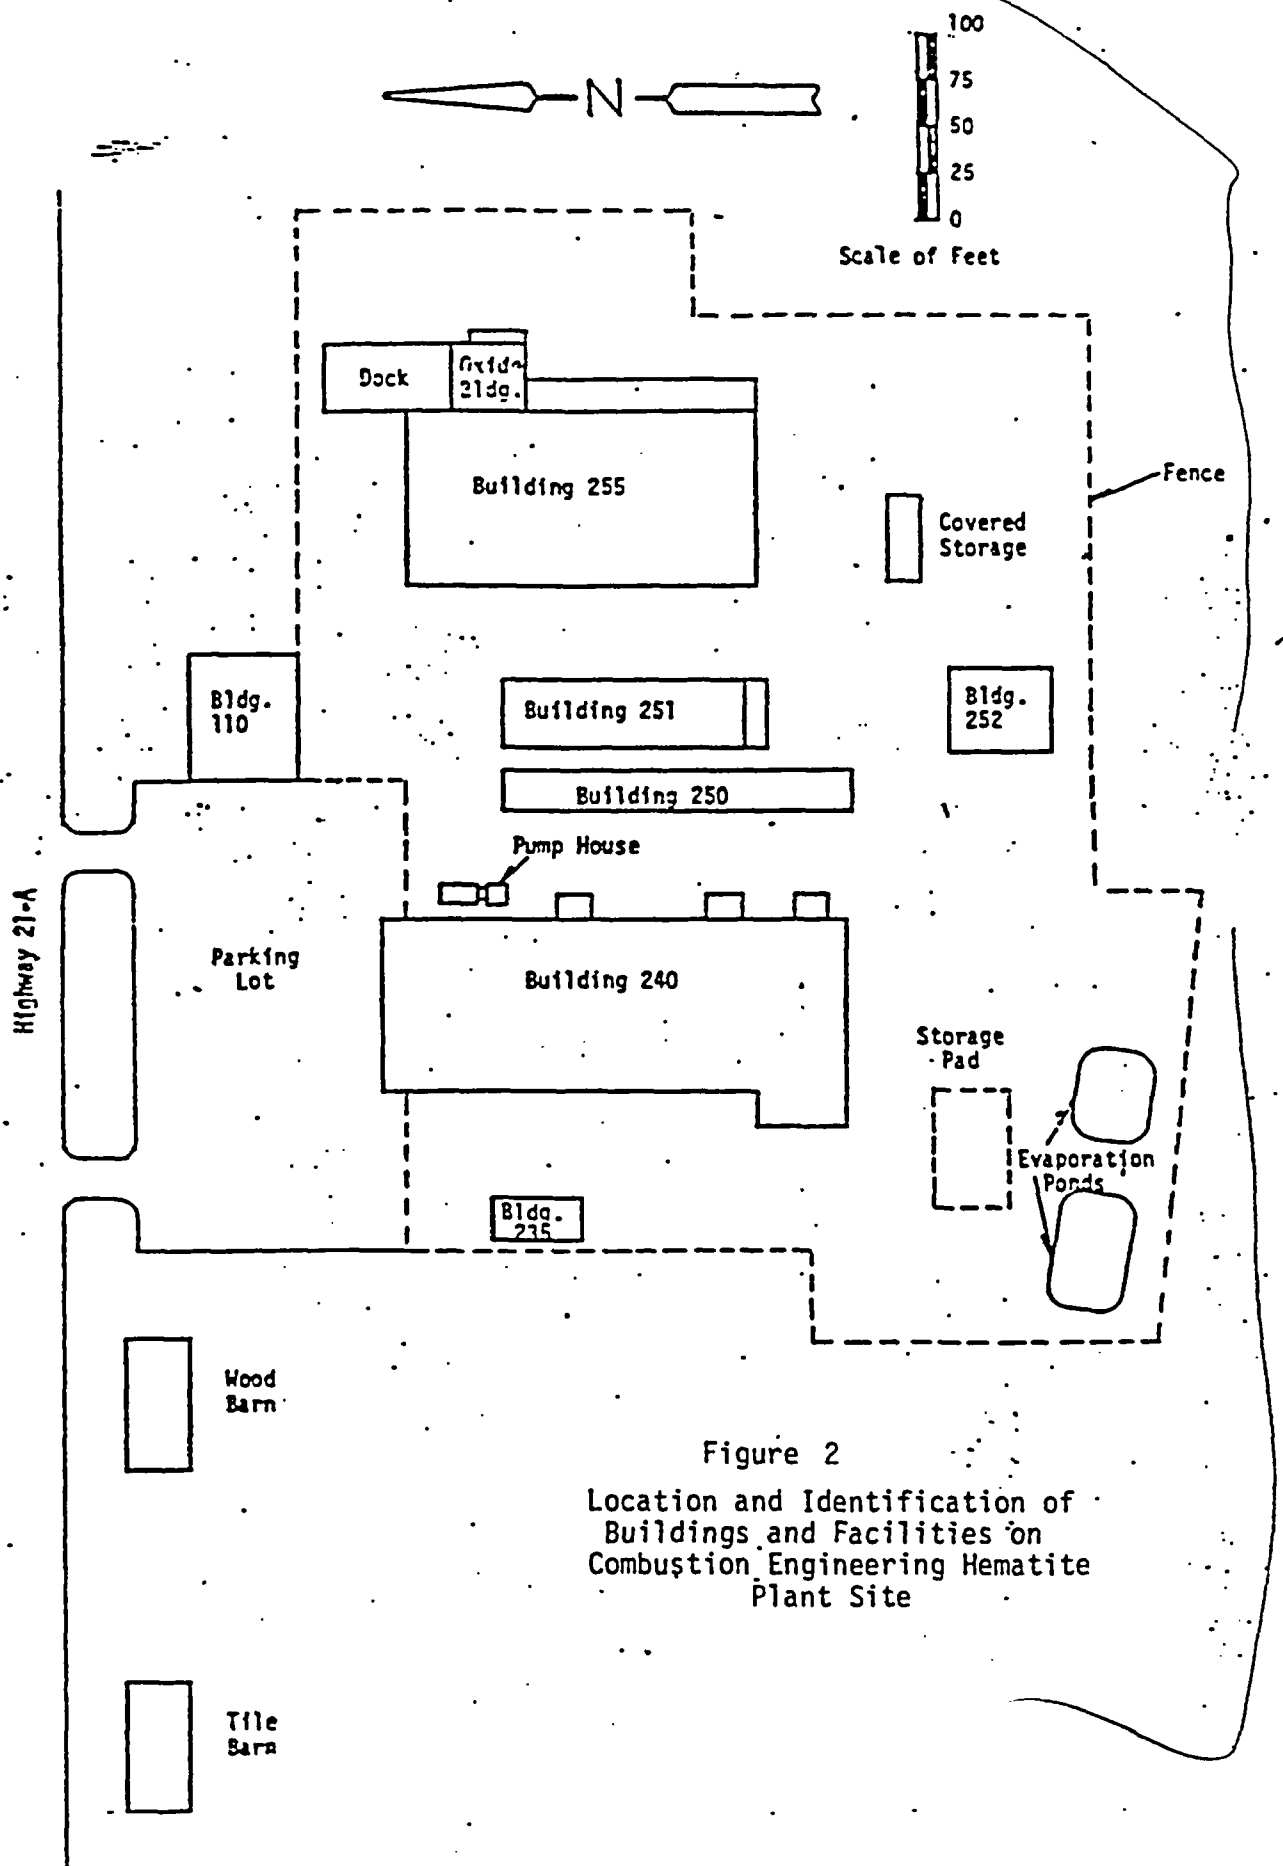 100
75
50
25
0
Scale of Feet
N
Dock
Oxide
Bldg.
Building 255
Fence
Covered
Storage
Bldg.
110
Building 251
Bldg.
252
Building 250
Pump House
Highway 21-A
Parking
Lot
Building 240
Storage
Pad
Evaporation
Ponds
Bldg.
235
Wood
Barn
Figure 2
Location and Identification of
Buildings and Facilities on
Combustion Engineering Hematite
Plant Site
Tile
Barn